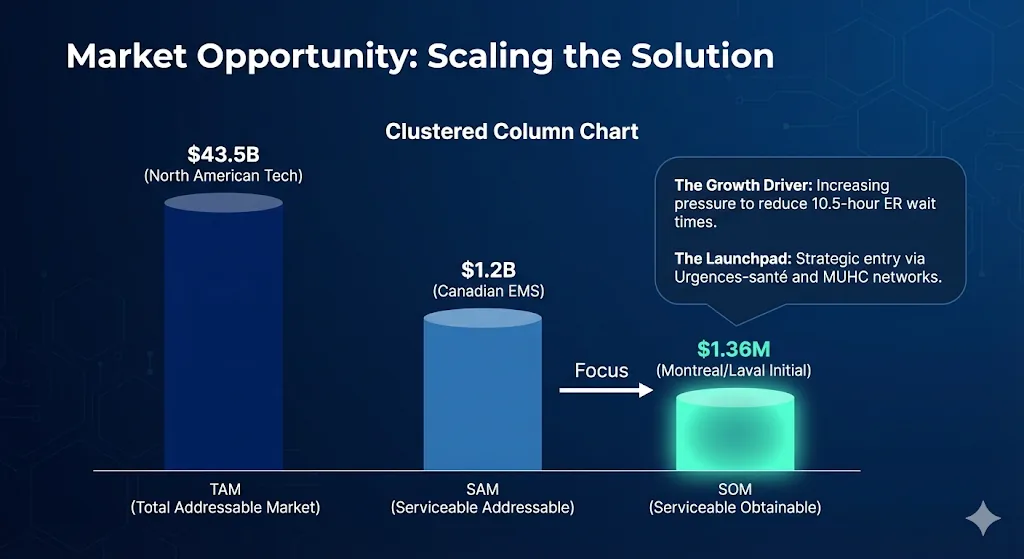 Market Opportunity: Scaling the Solution
Clustered Column Chart
$43.5B
(North American Tech)
$1.2B
(Canadian EMS)
The Growth Driver: Increasing
pressure to reduce 10.5-hour ER wait
times.
The Launchpad: Strategic entry via
Urgences-santé and MUHC networks.
Focus
$1.36M
(Montreal/Laval Initial)
TAM
(Total Addressable Market)
SAM
(Serviceable Addressable)
SOM
(Serviceable Obtainable)